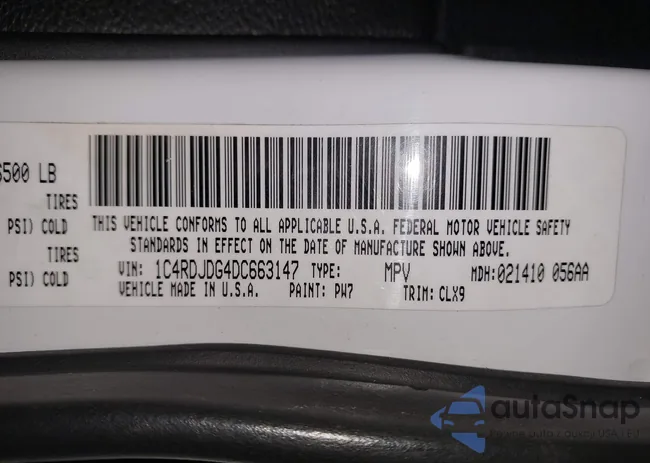 6500 LB
TIRES
PSI) COLD
TIRES
PSI) COLD
THIS VEHICLE CONFORMS TO ALL APPLICABLE U.S.A. FEDERAL MOTOR VEHICLE SAFETY
STANDARDS IN EFFECT ON THE DATE OF MANUFACTURE SHOWN ABOVE.
VIN: 1C4RDJDG4DC663147 TYPE: MPV MDH:021410 056AA
VEHICLE MADE IN U.S.A. PAINT: PW7 TRIM: CLX9
autoSnap